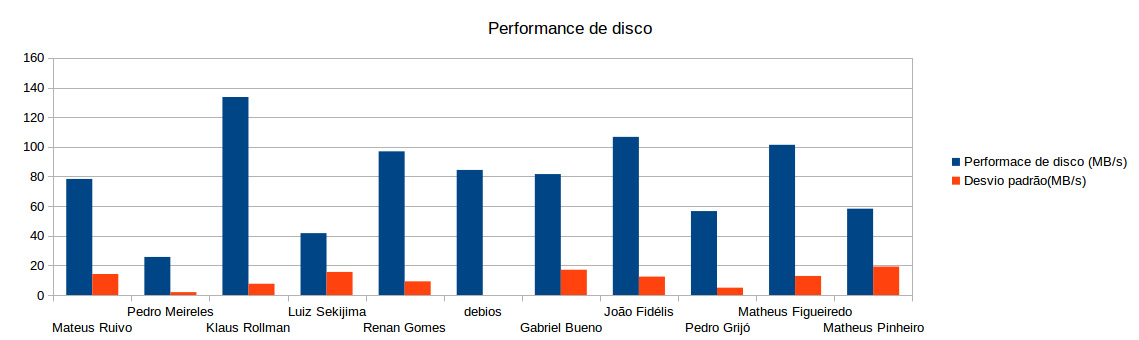 Performance de disco
160
140
120
100
80
60
40
20
0
Performace de disco (MB/s)
Desvio padrão(MB/s)
Pedro Meireles Luiz Sekijima debios João Fidélis Matheus Figueiredo
Mateus Ruivo Klaus Rollman Renan Gomes Gabriel Bueno Pedro Grijó Matheus Pinheiro